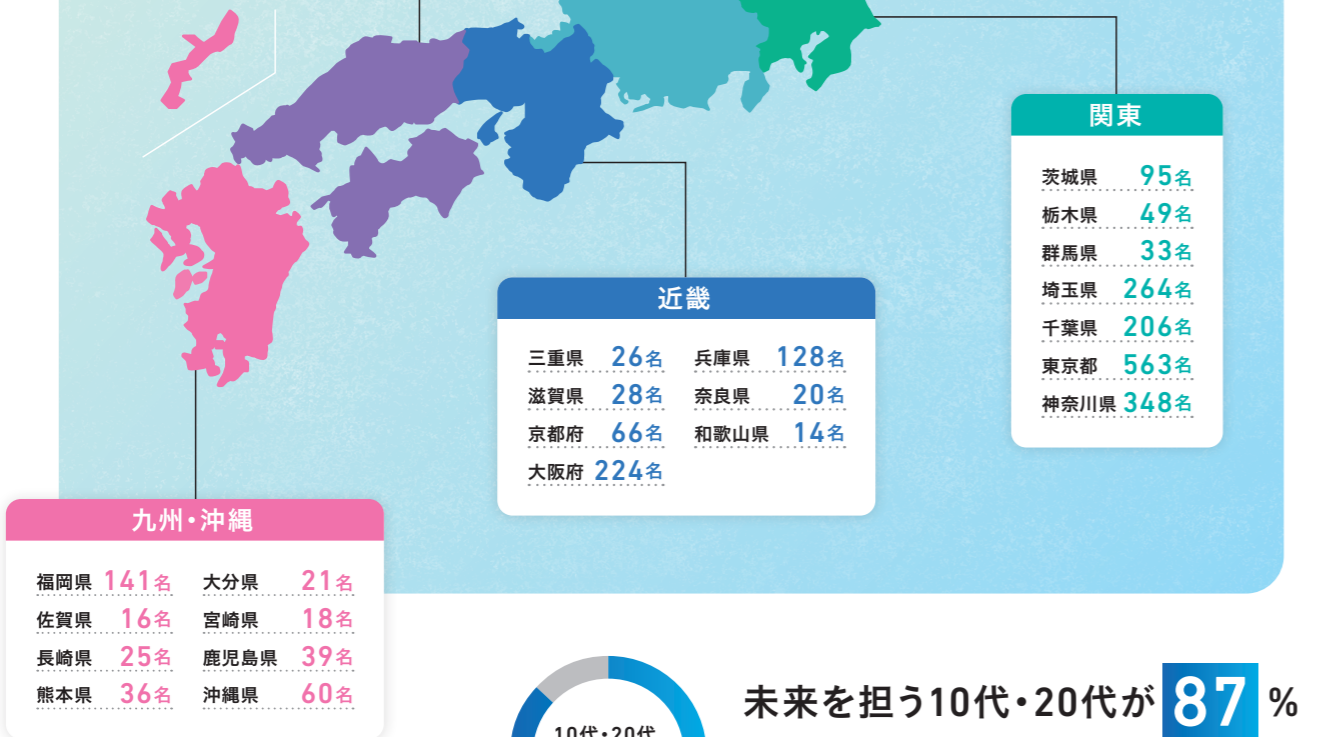 関東
茨城県 95名
栃木県 49名
群馬県 33名
埼玉県 264名
千葉県 206名
東京都 563名
神奈川県 348名
近畿
三重県 26名 兵庫県 128名
滋賀県 28名 奈良県 20名
京都府 66名 和歌山県 14名
大阪府 224名
九州・沖縄
福岡県 141名 大分県 21名
佐賀県 16名 宮崎県 18名
長崎県 25名 鹿児島県 39名
熊本県 36名 沖縄県 60名
10代・20代
未来を担う10代・20代が87%